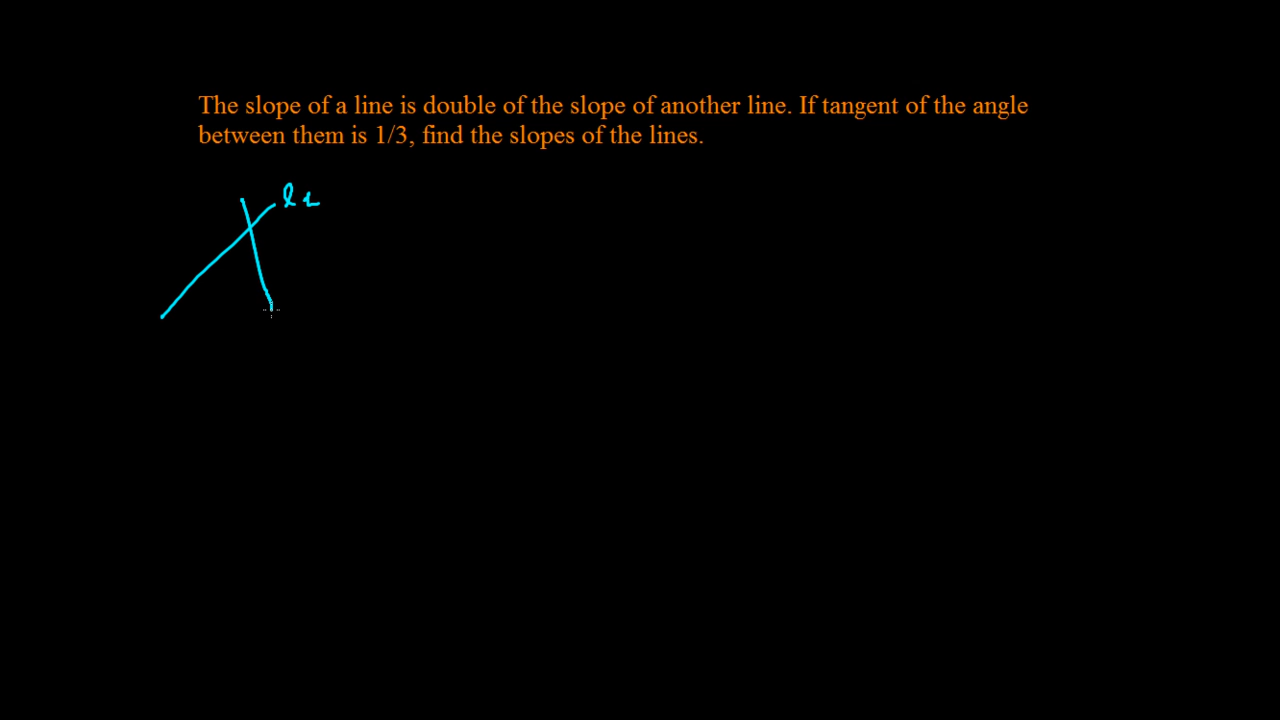 The slope of a line is double of the slope of another line. If tangent of the angle
between them is 1/3, find the slopes of the lines.